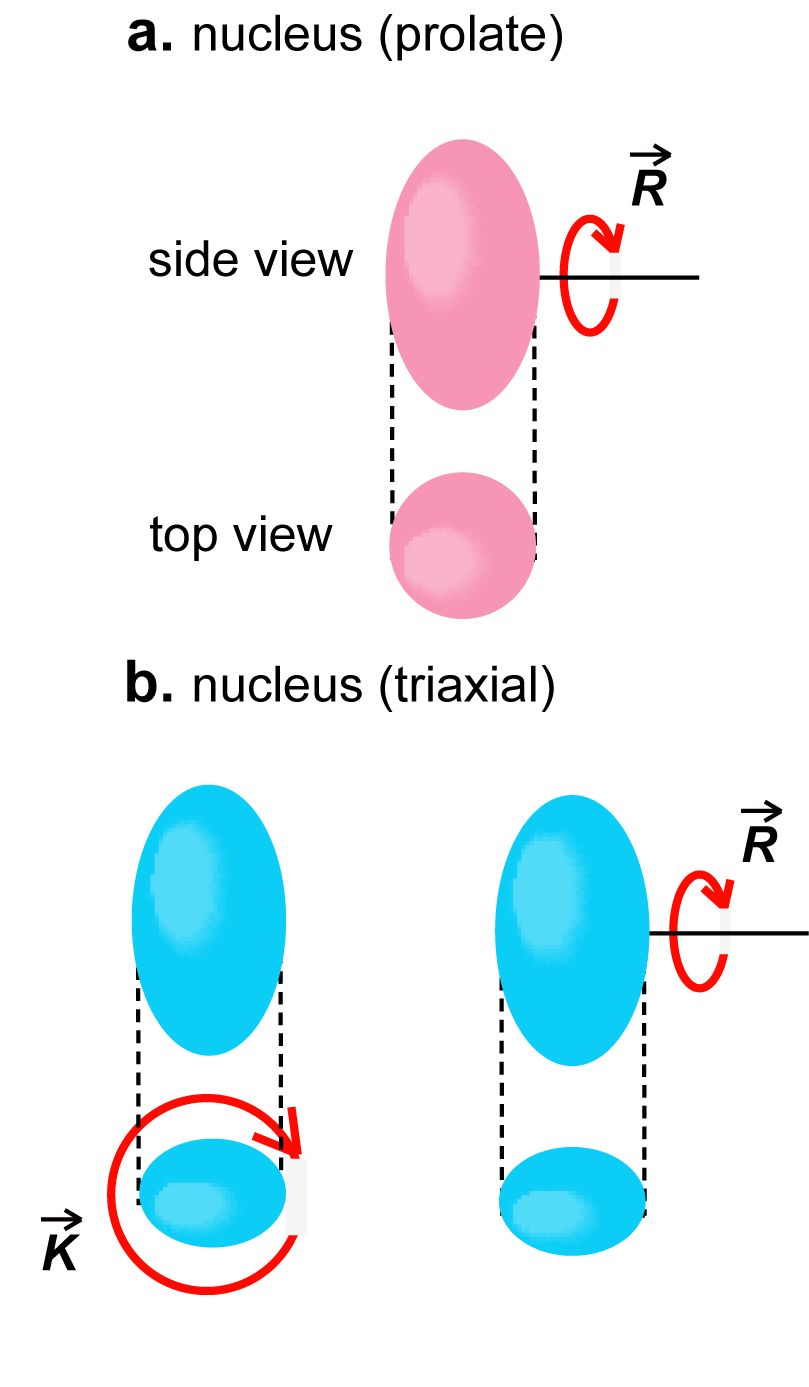 a. nucleus (prolate)
R
side view
top view
b. nucleus (triaxial)
R
K